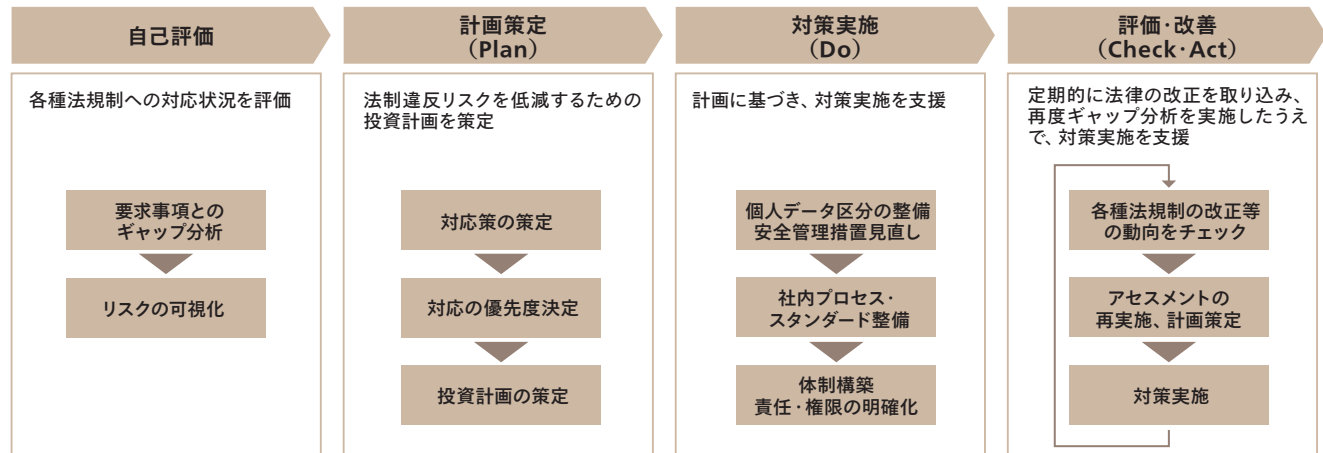 自己評価
各種法規制への対応状況を評価
要求事項との
ギャップ分析
リスクの可視化
計画策定
（Plan）
法制違反リスクを低減するための
投資計画を策定
対応策の策定
対応の優先度決定
投資計画の策定
対策実施
（Do）
計画に基づき、対策実施を支援
個人データ区分の整備
安全管理措置見直し
社内プロセス・
スタンダード整備
体制構築
責任・権限の明確化
評価・改善
（Check・Act）
定期的に法律の改正を取り込み、
再度ギャップ分析を実施したうえ
で、対策実施を支援
各種法規制の改正等
の動向をチェック
アセスメントの
再実施、計画策定
対策実施